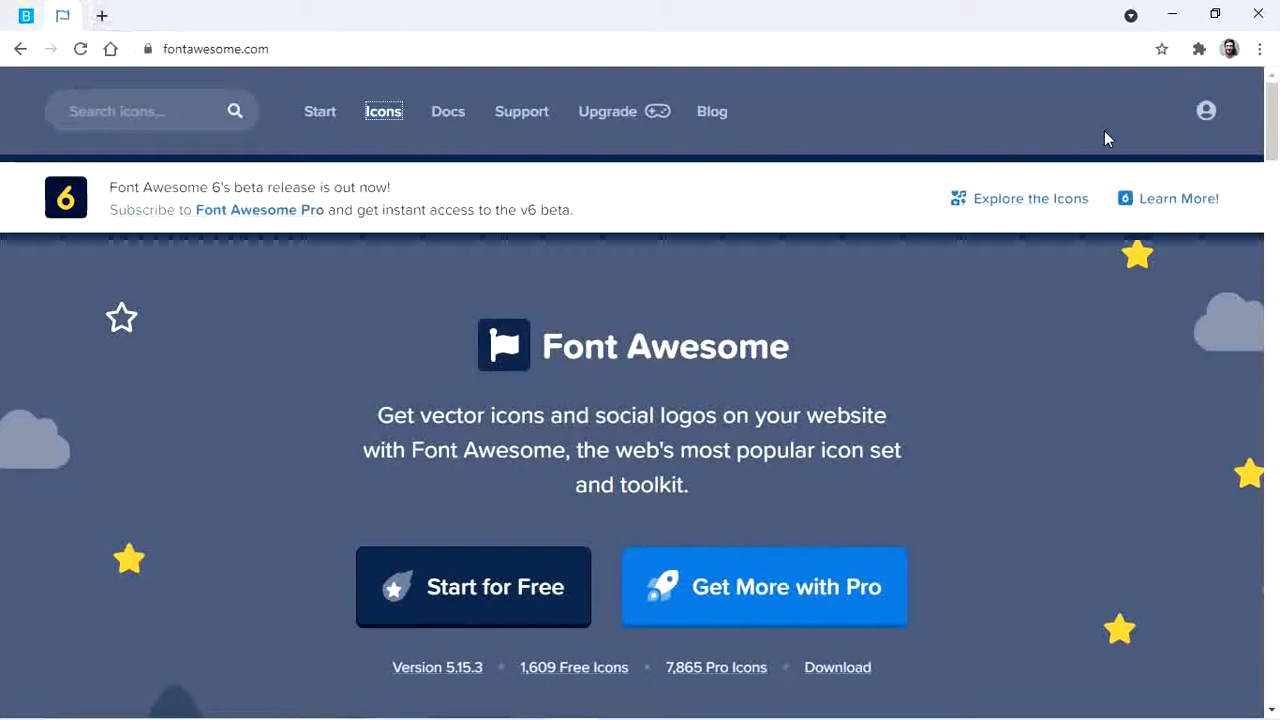 B
fontawesome.com
Search icons...
Start
Icons
Docs
Support
Upgrade
Blog
6
Font Awesome 6's beta release is out now!
Subscribe to Font Awesome Pro and get instant access to the v6 beta.
Explore the Icons
6
Learn More!
Font Awesome
Get vector icons and social logos on your website
with Font Awesome, the web's most popular icon set
and toolkit.
Start for Free
Get More with Pro
Version 5.15.3
1,609 Free Icons
7,865 Pro Icons
Download